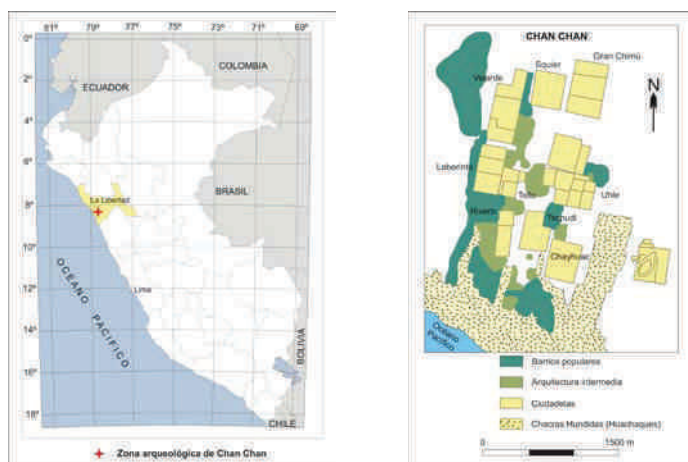 81° 79° 77° 75° 73° 71° 69°
0°
2°
4°
6°
8°
10°
12°
14°
16°
18°
ECUADOR
COLOMBIA
BRASIL
La Libertad
Lima
OCEANO PACIFICO
BOLIVIA
CHILE
Zona arqueológica de Chan Chan
CHAN CHAN
Gran Chimú
Squier
Velarde
N
Laberinto
Tello
Uhle
Rivero
Tschudi
Chayhuac
Océano
Pacífico
Barrios populares
Arquitectura intermedia
Ciudadelas
Chacras Hundidas (Huachaques)
0 1500 m